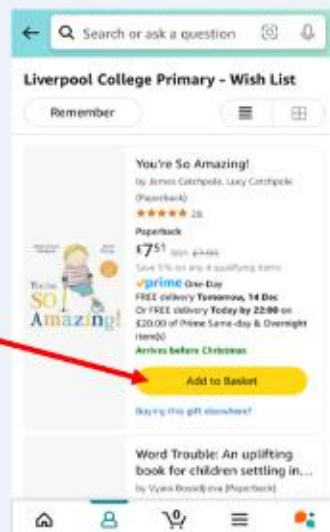 Search or ask a question
Liverpool College Primary - Wish List
Remember
You're So Amazing!
by James Catchpole, Lucy Catchpole
(Paperback)
28
Paperback
£7⁵¹
Save 5% on any 4 qualifying items
prime One-Day
FREE delivery Tomorrow, 14 Dec
Or FREE delivery Today by 22:00 on
£20.00 of Prime Same-day & Overnight
item(s)
Arrives before Christmas
Add to Basket
Buying this gift elsewhere?
You're
SO
Amazing!
Word Trouble: An uplifting
book for children settling in...
(Paperback)
0